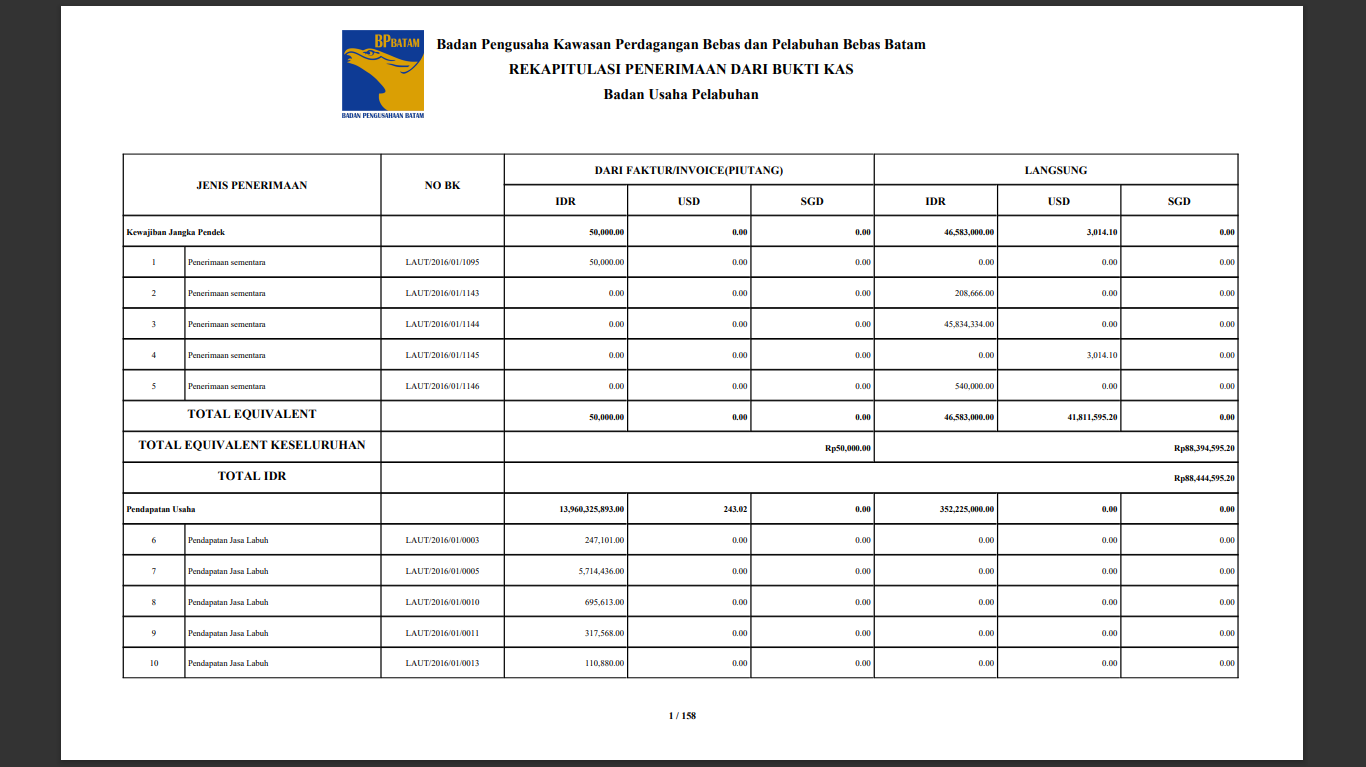 BPBATAM
BADAN PENGUSAHAAN BATAM
Badan Pengusaha Kawasan Perdagangan Bebas dan Pelabuhan Bebas Batam
REKAPITULASI PENERIMAAN DARI BUKTI KAS
Badan Usaha Pelabuhan
JENIS PENERIMAAN NO BK DARI FAKTUR/INVOICE(PIUTANG) LANGSUNG
IDR USD SGD IDR USD SGD
Kewajiban Jangka Pendek 50,000.00 0.00 0.00 46,583,000.00 3,014.10 0.00
1 Penerimaan sementara LAUT/2016/01/1095 50,000.00 0.00 0.00 0.00 0.00 0.00
2 Penerimaan sementara LAUT/2016/01/1143 0.00 0.00 0.00 208,666.00 0.00 0.00
3 Penerimaan sementara LAUT/2016/01/1144 0.00 0.00 0.00 45,834,334.00 0.00 0.00
4 Penerimaan sementara LAUT/2016/01/1145 0.00 0.00 0.00 0.00 3,014.10 0.00
5 Penerimaan sementara LAUT/2016/01/1146 0.00 0.00 0.00 540,000.00 0.00 0.00
TOTAL EQUIVALENT 50,000.00 0.00 0.00 46,583,000.00 41,811,595.20 0.00
TOTAL EQUIVALENT KESELURUHAN Rp50,000.00 Rp88,394,595.20
TOTAL IDR Rp88,444,595.20
Pendapatan Usaha 13,960,325,893.00 243.02 0.00 352,225,000.00 0.00 0.00
6 Pendapatan Jasa Labuh LAUT/2016/01/0003 247,101.00 0.00 0.00 0.00 0.00 0.00
7 Pendapatan Jasa Labuh LAUT/2016/01/0005 5,714,436.00 0.00 0.00 0.00 0.00 0.00
8 Pendapatan Jasa Labuh LAUT/2016/01/0010 695,613.00 0.00 0.00 0.00 0.00 0.00
9 Pendapatan Jasa Labuh LAUT/2016/01/0011 317,568.00 0.00 0.00 0.00 0.00 0.00
10 Pendapatan Jasa Labuh LAUT/2016/01/0013 110,880.00 0.00 0.00 0.00 0.00 0.00
1 / 158